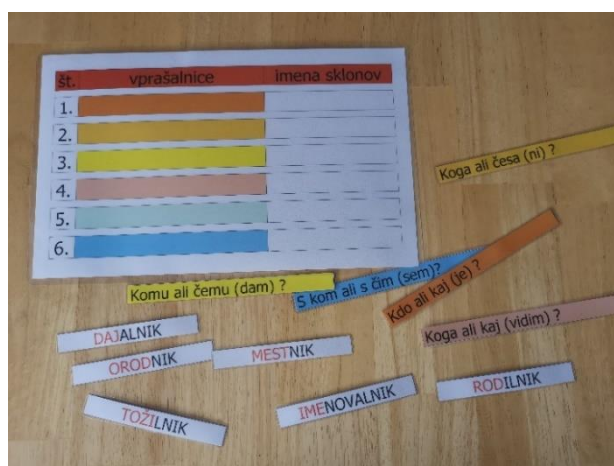 št. vprašalnice imena sklonov
1.
2.
3.
4.
5.
6.
Koga ali česa (ni) ?
Komu ali čemu (dam) ?
S kom ali s čim (sem)?
Kdo ali kaj (je) ?
Koga ali kaj (vidim) ?
DAJALNIK
ORODNIK
MESTNIK
TOŽILNIK
IMENOVALNIK
RODILNIK